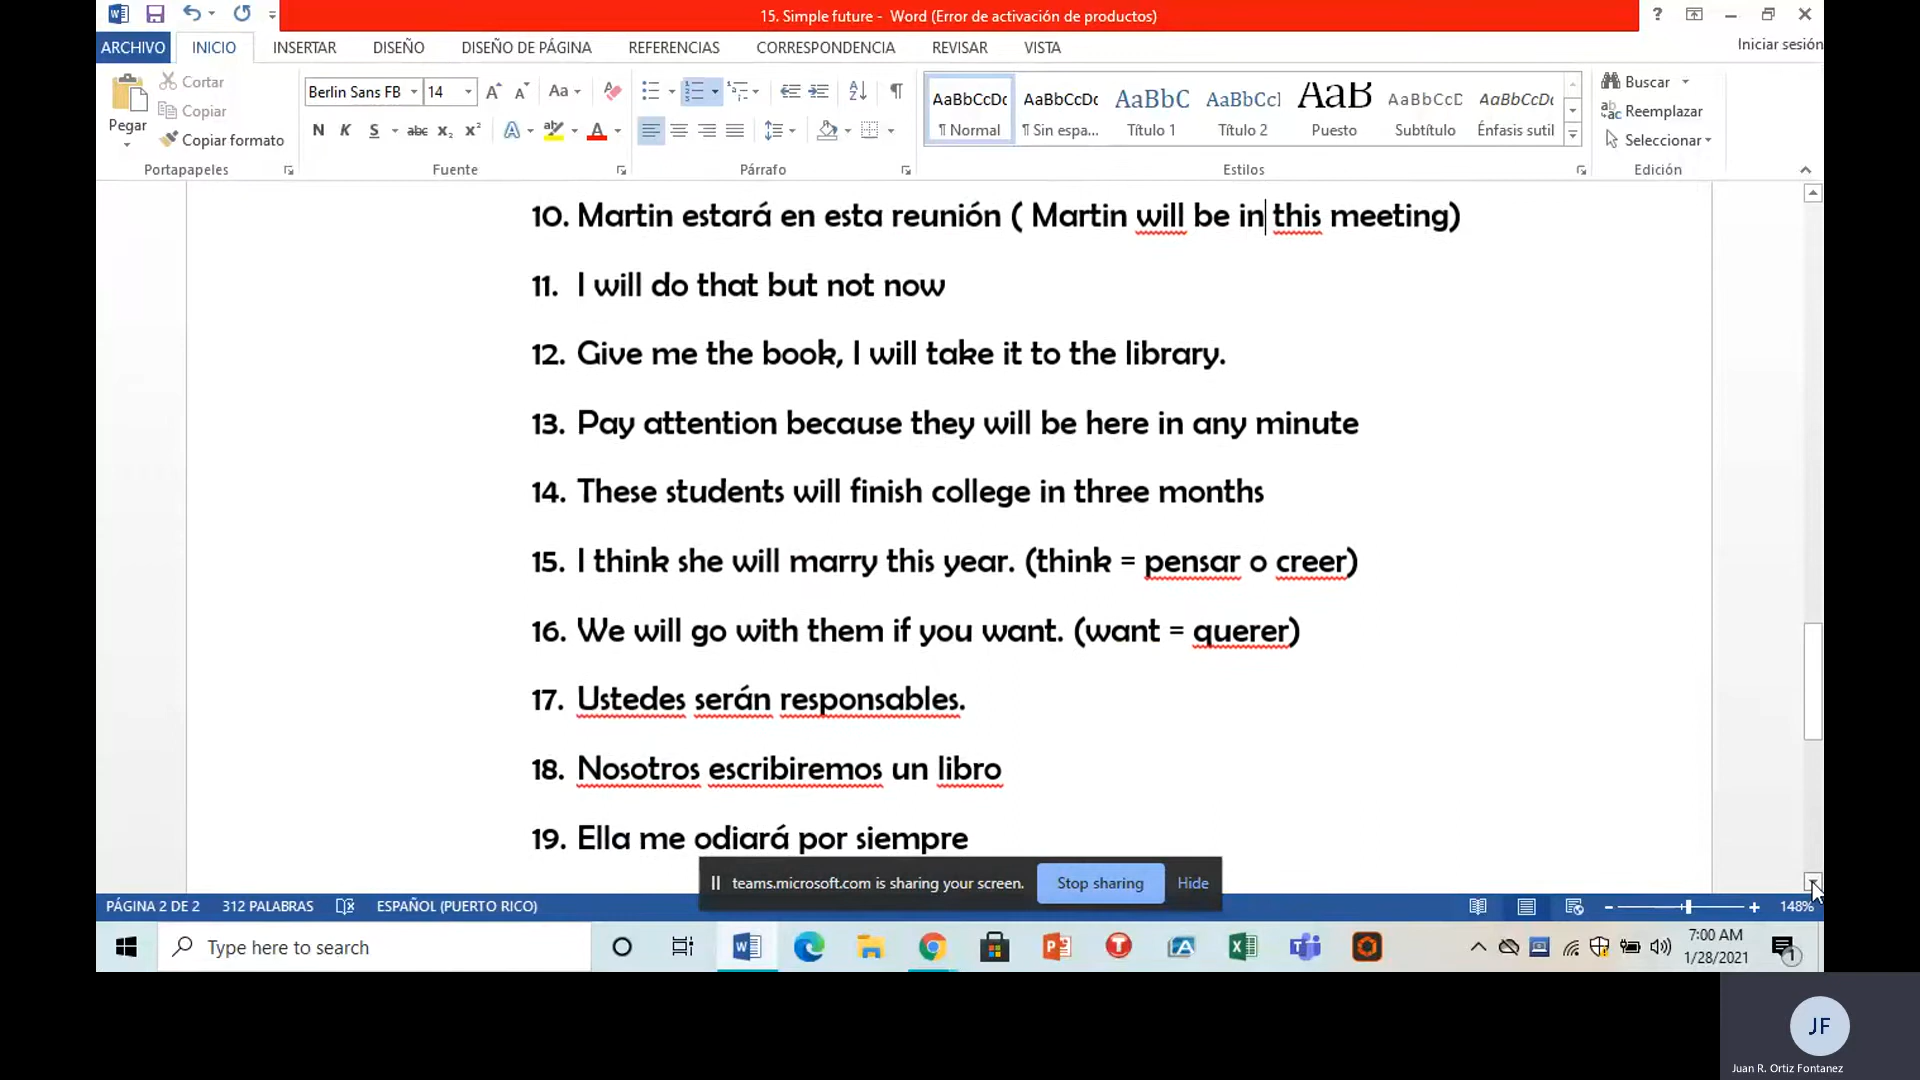 15. Simple future - Word (Error de activación de productos)
ARCHIVO INICIO INSERTAR DISEÑO DISEÑO DE PÁGINA REFERENCIAS CORRESPONDENCIA REVISAR VISTA Iniciar sesión
Pegar
Cortar
Copiar
Copiar formato
Portapapeles
Berlin Sans FB 14
Fuente
Párrafo
AaBbCcDc AaBbCcDc AaBbC AaBbCcI AaB AaBbCcD AaBbCcDc
¶ Normal ¶ Sin espa... Título 1 Título 2 Puesto Subtítulo Énfasis sutil
Estilos
Buscar
Reemplazar
Seleccionar
Edición
10. Martin estará en esta reunión ( Martin will be in this meeting)
11. I will do that but not now
12. Give me the book, I will take it to the library.
13. Pay attention because they will be here in any minute
14. These students will finish college in three months
15. I think she will marry this year. (think = pensar o creer)
16. We will go with them if you want. (want = querer)
17. Ustedes serán responsables.
18. Nosotros escribiremos un libro
19. Ella me odiará por siempre
teams.microsoft.com is sharing your screen. Stop sharing Hide
PÁGINA 2 DE 2 312 PALABRAS ESPAÑOL (PUERTO RICO) 148%
Type here to search
7:00 AM
1/28/2021
1
JF
Juan R. Ortiz Fontanez